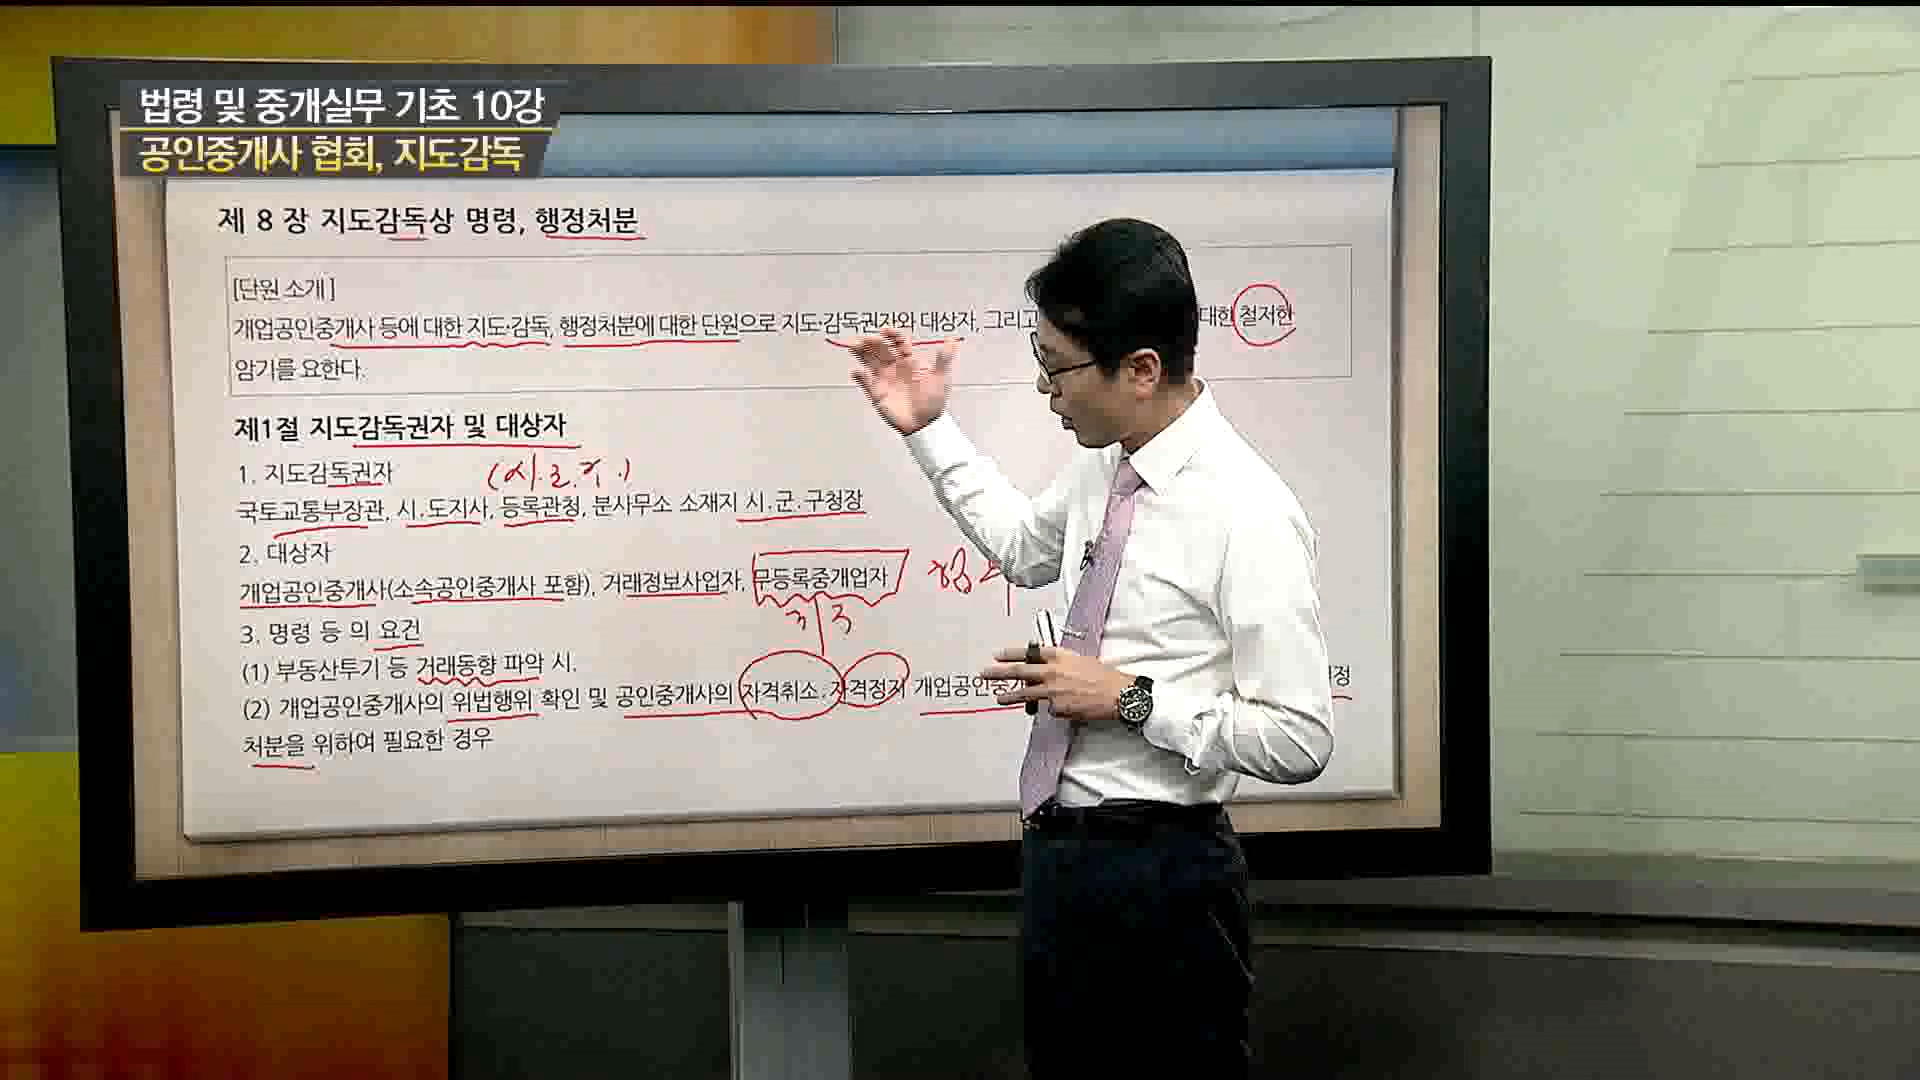 법령 및 중개실무 기초 10강
공인중개사 협회, 지도감독
제 8 장 지도감독상 명령, 행정처분
[단원 소개]
개업공인중개사 등에 대한 지도·감독, 행정처분에 대한 단원으로 지도·감독권자와 대상자, 그리고 대한 철저한
암기를 요한다.
제1절 지도감독권자 및 대상자
1. 지도감독권자
(시.군.구.)
국토교통부장관, 시.도지사, 등록관청, 분사무소 소재지 시.군.구청장
2. 대상자
개업공인중개사(소속공인중개사 포함), 거래정보사업자, 무등록중개업자
3. 명령 등 의 요건
(1) 부동산투기 등 거래동향 파악 시.
(2) 개업공인중개사의 위법행위 확인 및 공인중개사의 자격취소.자격정지 개업공인중개
처분을 위하여 필요한 경우